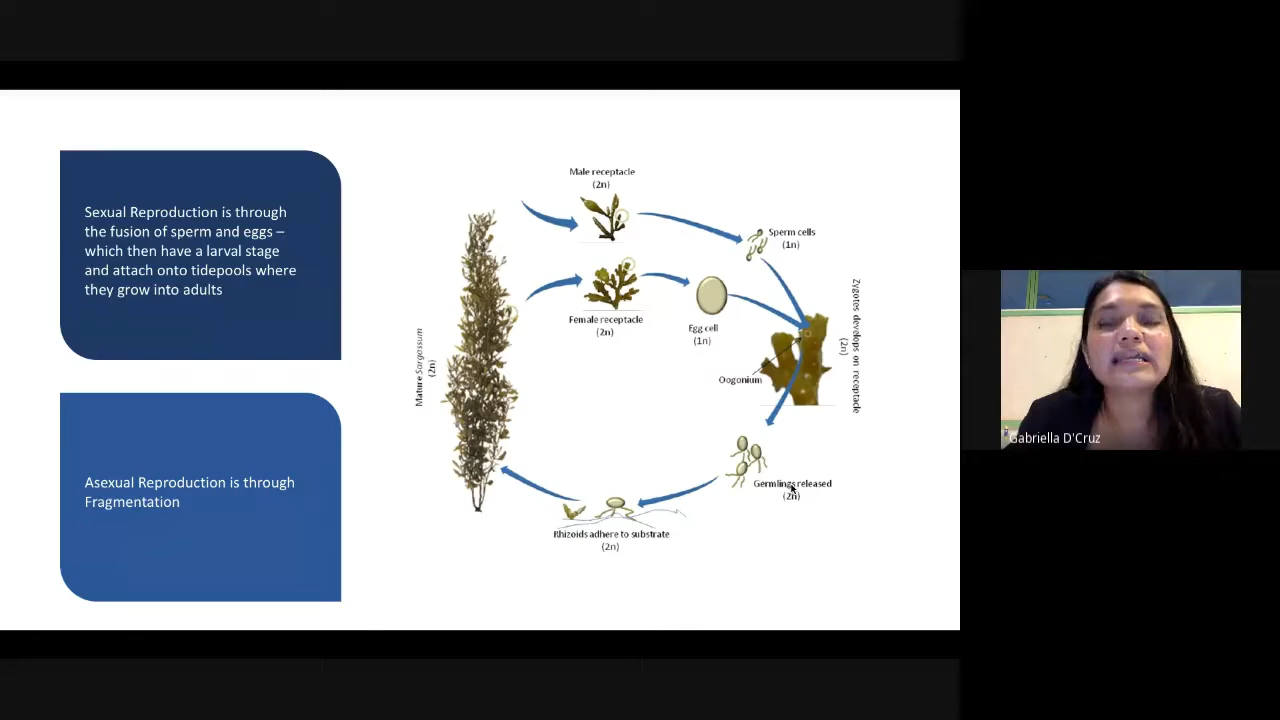 Sexual Reproduction is through
the fusion of sperm and eggs –
which then have a larval stage
and attach onto tidepools where
they grow into adults
Asexual Reproduction is through
Fragmentation
Male receptacle
(2n)
Sperm cells
(1n)
Female receptacle
(2n)
Egg cell
(1n)
Mature Sargassum
(2n)
Oogonium
Zygotes develops on receptacle
(2n)
Germlings released
(2n)
Rhizoids adhere to substrate
(2n)
Gabriella D'Cruz